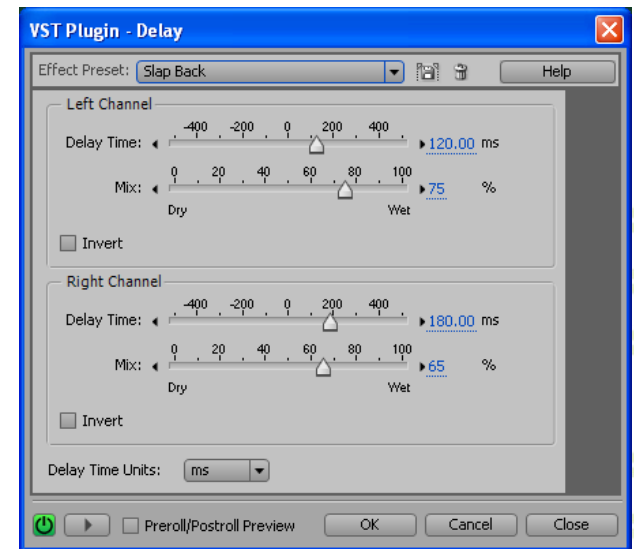 VST Plugin - Delay
Effect Preset: Slap Back Help
Left Channel
-400 -200 0 200 400
Delay Time: 120.00 ms
0 20 40 60 80 100
Mix: 75 %
Dry Wet
Invert
Right Channel
-400 -200 0 200 400
Delay Time: 180.00 ms
0 20 40 60 80 100
Mix: 65 %
Dry Wet
Invert
Delay Time Units: ms
Preroll/Postroll Preview OK Cancel Close